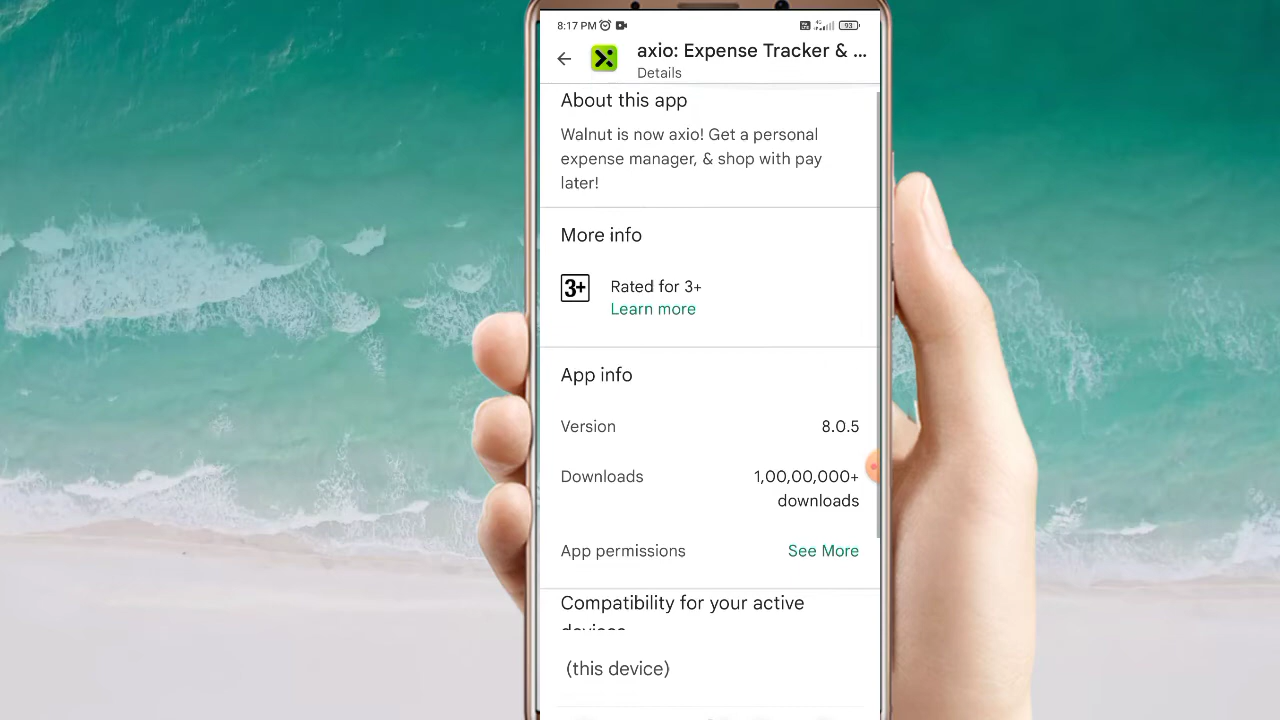 8:17 PM
93
axio: Expense Tracker & ...
Details
About this app
Walnut is now axio! Get a personal
expense manager, & shop with pay
later!
More info
3+
Rated for 3+
Learn more
App info
Version
8.0.5
Downloads
1,00,00,000+
downloads
App permissions
See More
Compatibility for your active
devices
(this device)